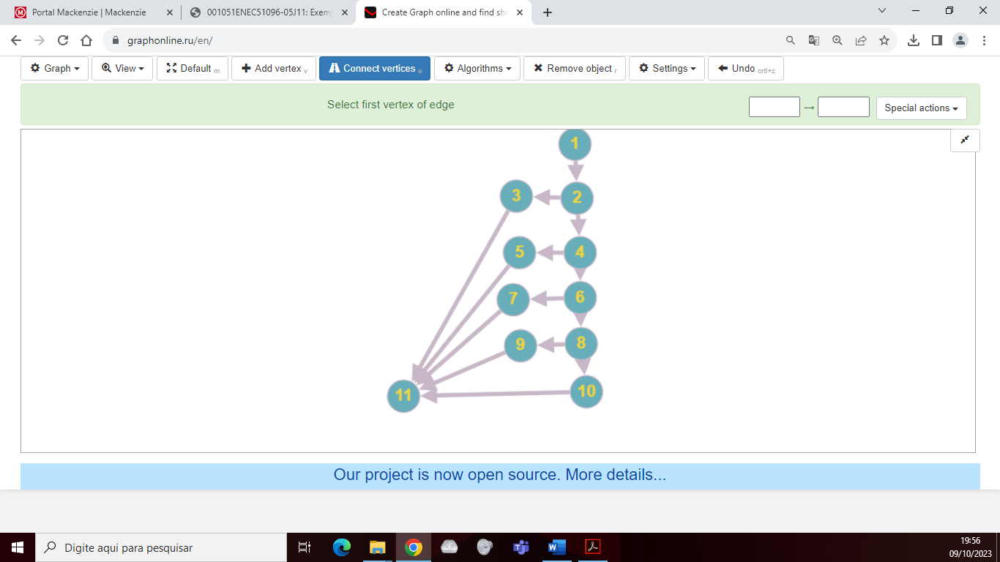 Portal Mackenzie | Mackenzie
001051ENEC51096-05J11: Exem
Create Graph online and find sh
graphonline.ru/en/
Graph
View
Default m
Add vertex v
Connect vertices e
Algorithms
Remove object r
Settings
Undo crtl+z
Select first vertex of edge
→
Special actions
1
3
2
5
4
7
6
9
8
11
10
Our project is now open source. More details...
Digite aqui para pesquisar
19:56
09/10/2023